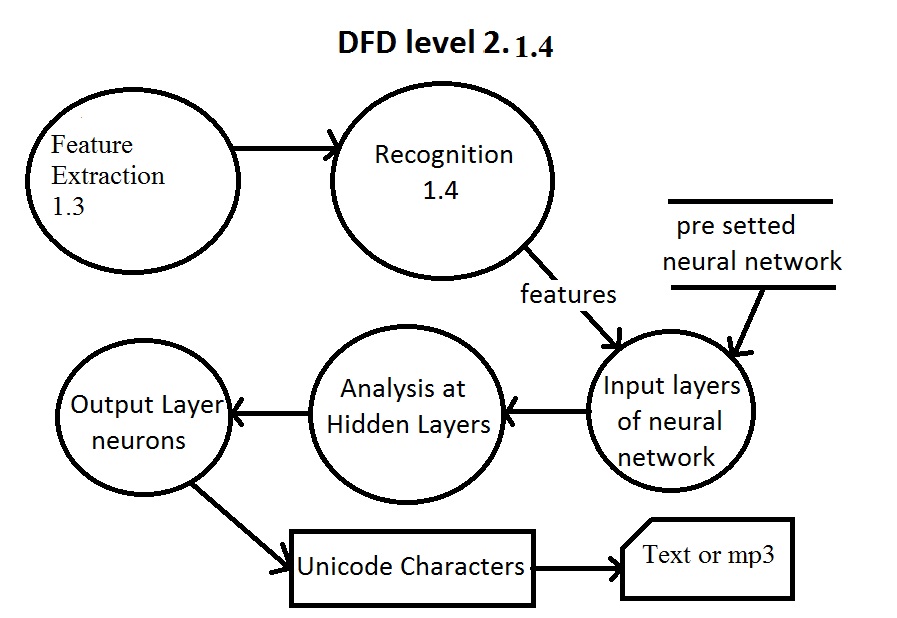 DFD level 2.1.4
Feature
Extraction
1.3
Recognition
1.4
pre setted
neural network
features
Input layers
of neural
network
Analysis at
Hidden Layers
Output Layer
neurons
Unicode Characters
Text or mp3